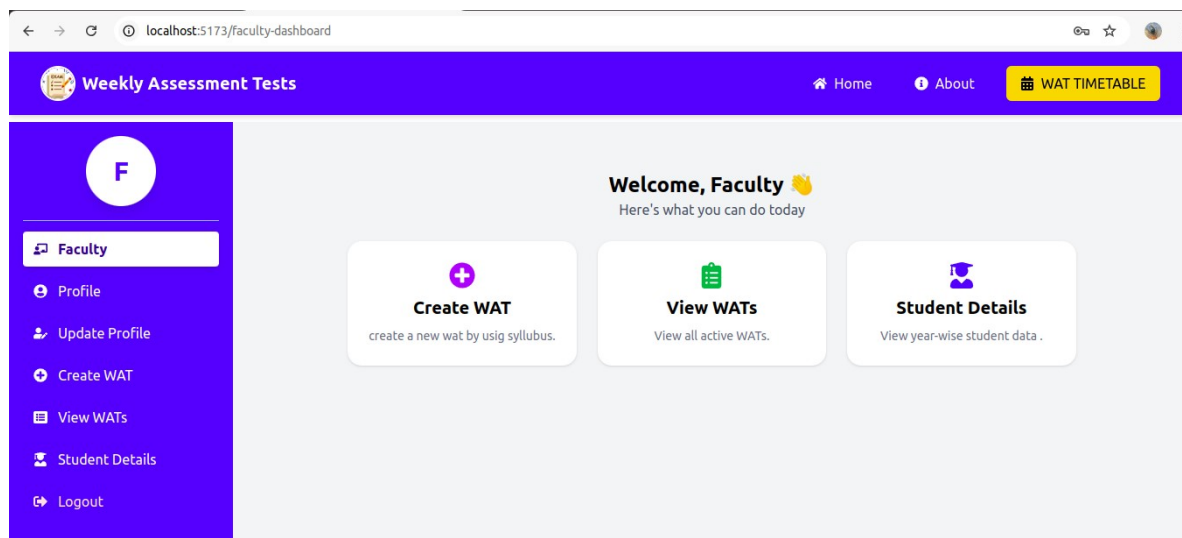 localhost:5173/faculty-dashboard
Weekly Assessment Tests
Home
About
WAT TIMETABLE
F
Faculty
Profile
Update Profile
Create WAT
View WATs
Student Details
Logout
Welcome, Faculty 👋
Here's what you can do today
Create WAT
create a new wat by usig syllubus.
View WATs
View all active WATs.
Student Details
View year-wise student data .